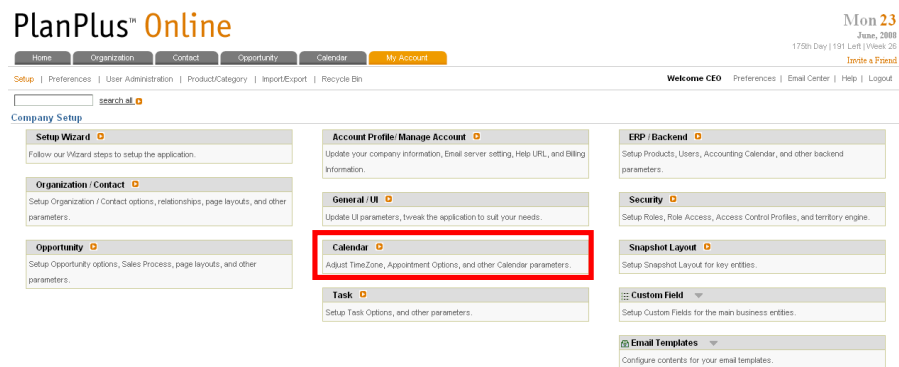 PlanPlus™ Online
Mon 23
June, 2008
175th Day | 191 Left | Week 26
Invite a Friend
Home Organization Contact Opportunity Calendar My Account
Setup | Preferences | User Administration | Product/Category | Import/Export | Recycle Bin
Welcome CEO Preferences | Email Center | Help | Logout
search all
Company Setup
Setup Wizard
Follow our Wizard steps to setup the application.
Organization / Contact
Setup Organization / Contact options, relationships, page layouts, and other
parameters.
Opportunity
Setup Opportunity options, Sales Process, page layouts, and other
parameters.
Account Profile/ Manage Account
Update your company information, Email server setting, Help URL, and Billing
Information.
General / UI
Update UI parameters, tweak the application to suit your needs.
Calendar
Adjust TimeZone, Appointment Options, and other Calendar parameters.
Task
Setup Task Options, and other parameters.
ERP / Backend
Setup Products, Users, Accounting Calendar, and other backend
parameters.
Security
Setup Roles, Role Access, Access Control Profiles, and territory engine.
Snapshot Layout
Setup Snapshot Layout for key entities.
Custom Field
Setup Custom Fields for the main business entities.
Email Templates
Configure contents for your email templates.